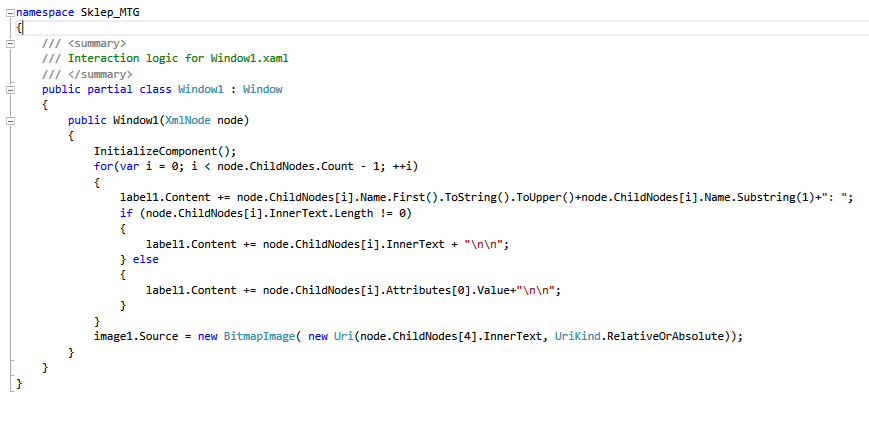 namespace Sklep_MTG
{
/// <summary>
/// Interaction logic for Window1.xaml
/// </summary>
public partial class Window1 : Window
{
public Window1(XmlNode node)
{
InitializeComponent();
for(var i = 0; i < node.ChildNodes.Count - 1; ++i)
{
label1.Content += node.ChildNodes[i].Name.First().ToString().ToUpper()+node.ChildNodes[i].Name.Substring(1)+": ";
if (node.ChildNodes[i].InnerText.Length != 0)
{
label1.Content += node.ChildNodes[i].InnerText + "\n\n";
} else
{
label1.Content += node.ChildNodes[i].Attributes[0].Value+"\n\n";
}
}
image1.Source = new BitmapImage( new Uri(node.ChildNodes[4].InnerText, UriKind.RelativeOrAbsolute));
}
}
}